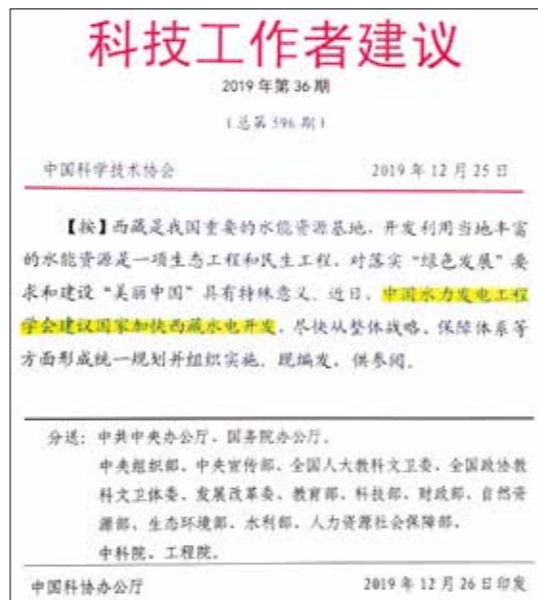 科技工作者建议
2019年第36期
（总第596期）
中国科学技术协会 2019年12月25日
【按】西藏是我国重要的水能资源基地，开发利用当地丰富
的水能资源是一项生态工程和民生工程，对落实“绿色发展”要
求和建设“美丽中国”具有特殊意义。近日，中国水力发电工程
学会建议国家加快西藏水电开发，尽快从整体战略、保障体系等
方面形成统一规划并组织实施。现编发，供参阅。
分送：中共中央办公厅、国务院办公厅，
中央组织部、中央宣传部、全国人大教科文卫委、全国政协教
科文卫体委、发展改革委、教育部、科技部、财政部、自然资
源部、生态环境部、水利部、人力资源社会保障部，
中科院、工程院。
中国科协办公厅 2019年12月26日印发